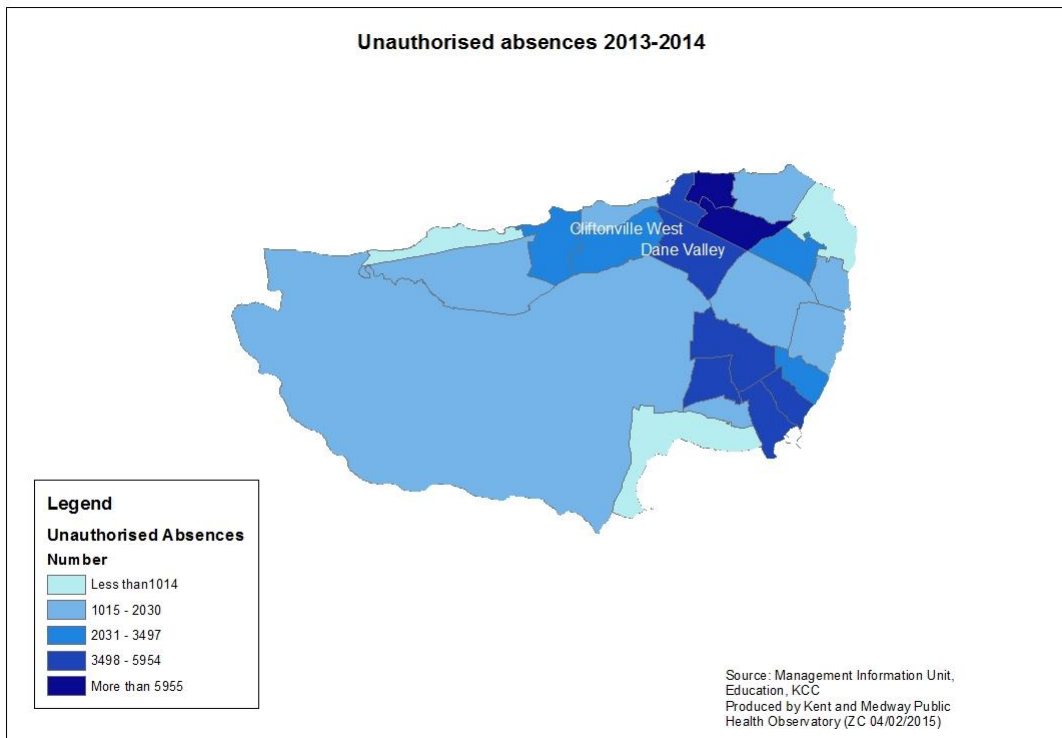 Unauthorised absences 2013-2014
Cliftonville West
Dane Valley
Legend
Unauthorised Absences
Number
Less than1014
1015 - 2030
2031 - 3497
3498 - 5954
More than 5955
Source: Management Information Unit,
Education, KCC
Produced by Kent and Medway Public
Health Observatory (ZC 04/02/2015)